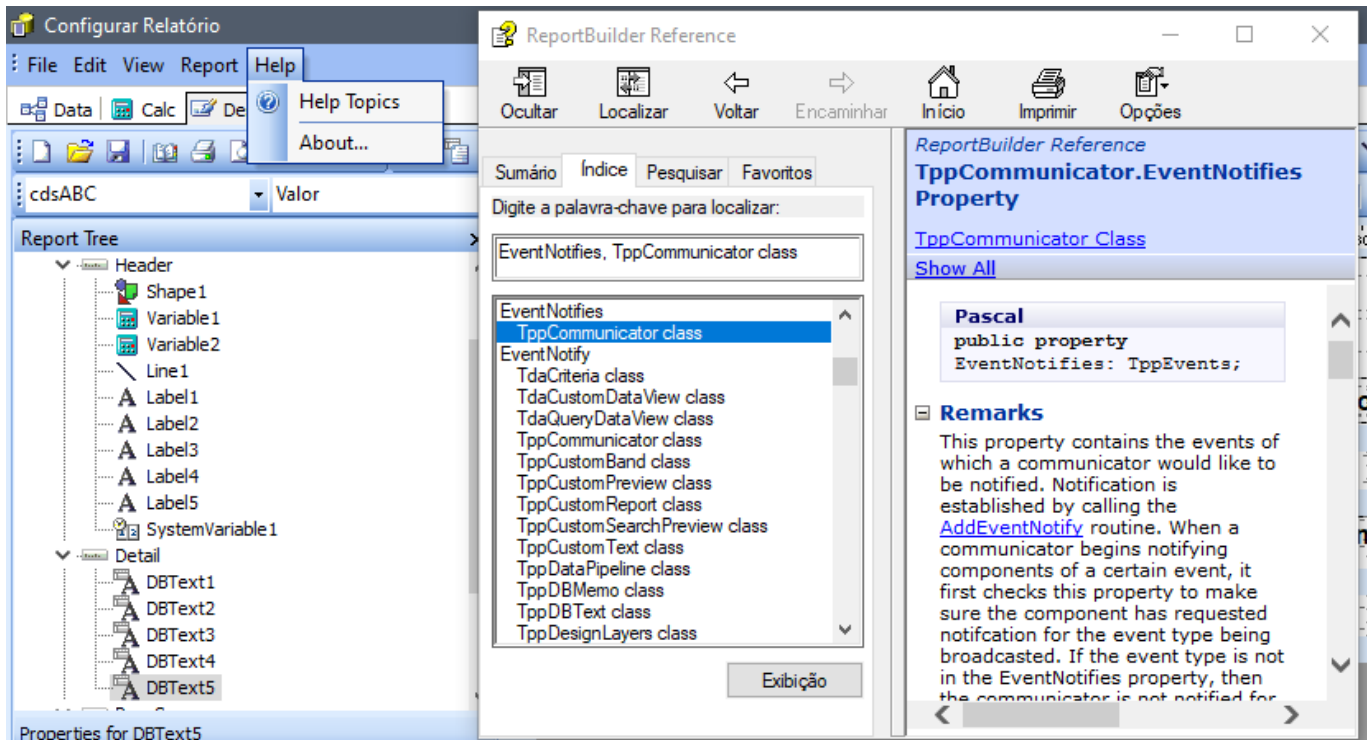 Configurar Relatório
File Edit View Report Help
Data Calc De
Help Topics
About...
cdsABC Valor
Report Tree
Header
Shape1
Variable1
Variable2
Line1
Label1
Label2
Label3
Label4
Label5
SystemVariable1
Detail
DBText1
DBText2
DBText3
DBText4
DBText5
Properties for DBText5
ReportBuilder Reference
Ocultar Localizar Voltar Encaminhar Início Imprimir Opções
Sumário Índice Pesquisar Favoritos
Digite a palavra-chave para localizar:
EventNotifies, TppCommunicator class
EventNotifies
TppCommunicator class
EventNotify
TdaCriteria class
TdaCustomDataView class
TdaQueryDataView class
TppCommunicator class
TppCustomBand class
TppCustomPreview class
TppCustomReport class
TppCustomSearchPreview class
TppCustomText class
TppDataPipeline class
TppDBMemo class
TppDBText class
TppDesignLayers class
Exibição
ReportBuilder Reference
TppCommunicator.EventNotifies
Property
TppCommunicator Class
Show All
Pascal
public property
EventNotifies: TppEvents;
Remarks
This property contains the events of
which a communicator would like to
be notified. Notification is
established by calling the
AddEventNotify routine. When a
communicator begins notifying
components of a certain event, it
first checks this property to make
sure the component has requested
notifcation for the event type being
broadcasted. If the event type is not
in the EventNotifies property, then
the communicator is not notified for